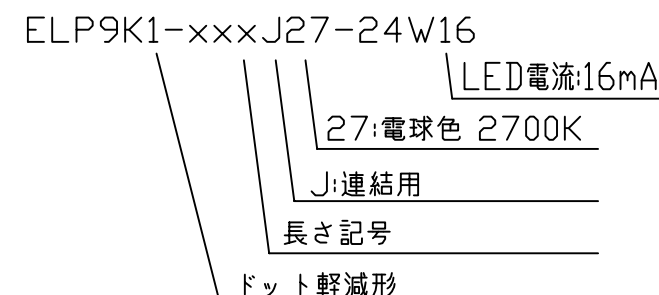 ELP9K1-xxxJ27-24W16
LED電流:16mA
27:電球色 2700K
J:連結用
長さ記号
ドット軽減形